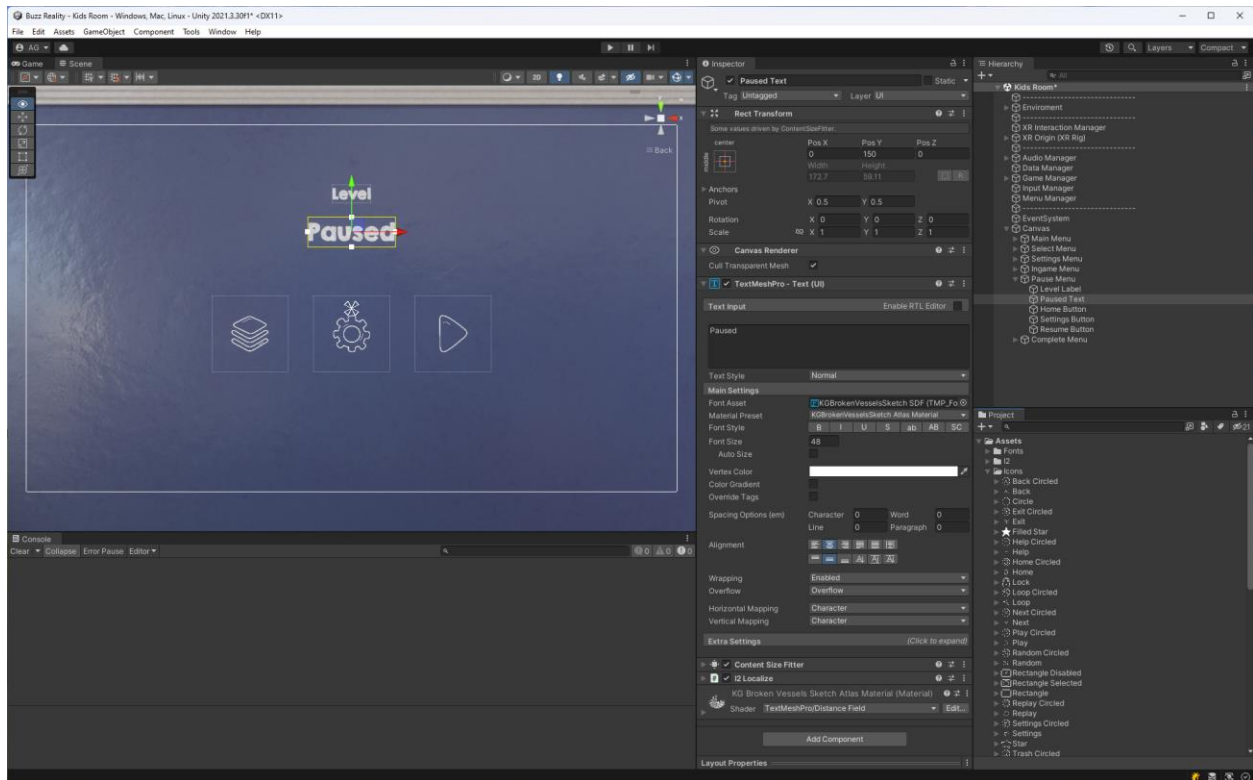 Buzz Reality - Kids Room - Windows, Mac, Linux - Unity 2021.3.30f1* <DX11>
File Edit Assets GameObject Component Tools Window Help
AG
Layers
Compact
Game
Scene
2D
Back
Level
Paused
Console
Clear
Collapse
Error Pause
Editor
0
0
0
Inspector
Paused Text
Static
Tag Untagged
Layer UI
Rect Transform
Some values driven by ContentSizeFitter.
center
Pos X
Pos Y
Pos Z
middle
0
150
0
Width
Height
172.7
59.11
R
Anchors
Pivot
X 0.5
Y 0.5
Rotation
X 0
Y 0
Z 0
Scale
X 1
Y 1
Z 1
Canvas Renderer
Cull Transparent Mesh
TextMeshPro - Text (UI)
Text Input
Enable RTL Editor
Paused
Text Style
Normal
Main Settings
Font Asset
KGBrokenVesselsSketch SDF (TMP_Fo
Material Preset
KGBrokenVesselsSketch Atlas Material
Font Style
B I U S ab AB SC
Font Size
48
Auto Size
Vertex Color
Color Gradient
Override Tags
Spacing Options (em)
Character 0
Word 0
Line 0
Paragraph 0
Alignment
Wrapping
Enabled
Overflow
Overflow
Horizontal Mapping
Character
Vertical Mapping
Character
Extra Settings
(Click to expand)
Content Size Fitter
I2 Localize
KG Broken Vessels Sketch Atlas Material (Material)
Shader
TextMeshPro/Distance Field
Edit...
Add Component
Layout Properties
Hierarchy
All
Kids Room*
------------------------------
Enviroment
------------------------------
XR Interaction Manager
XR Origin (XR Rig)
------------------------------
Audio Manager
Data Manager
Game Manager
Input Manager
Menu Manager
------------------------------
EventSystem
Canvas
Main Menu
Select Menu
Settings Menu
Ingame Menu
Pause Menu
Level Label
Paused Text
Home Button
Settings Button
Resume Button
Complete Menu
Project
21
Assets
Fonts
I2
Icons
Back Circled
Back
Circle
Exit Circled
Exit
Filled Star
Help Circled
Help
Home Circled
Home
Lock
Loop Circled
Loop
Next Circled
Next
Play Circled
Play
Random Circled
Random
Rectangle Disabled
Rectangle Selected
Rectangle
Replay Circled
Replay
Settings Circled
Settings
Star
Trash Circled